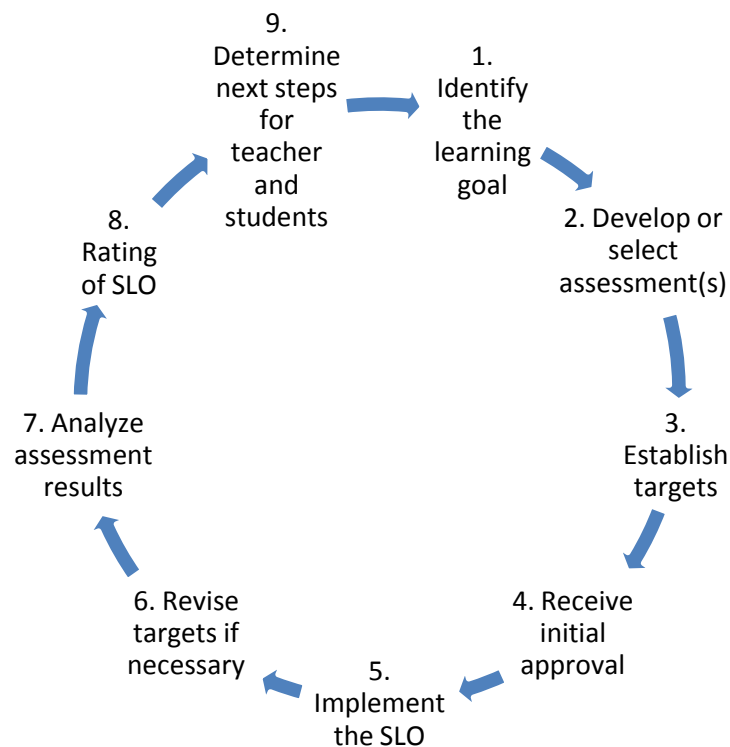 1.
Identify
the
learning
goal
2. Develop or
select
assessment(s)
3.
Establish
targets
4. Receive
initial
approval
5.
Implement
the SLO
6. Revise
targets if
necessary
7. Analyze
assessment
results
8.
Rating
of SLO
9.
Determine
next steps
for
teacher
and
students